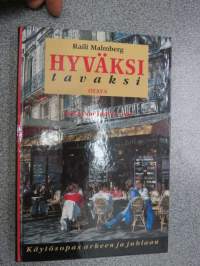 Raili Malmberg
HYVÄKSI
tavaksi
OTAVA
Käytösopas arkeen ja juhlaan